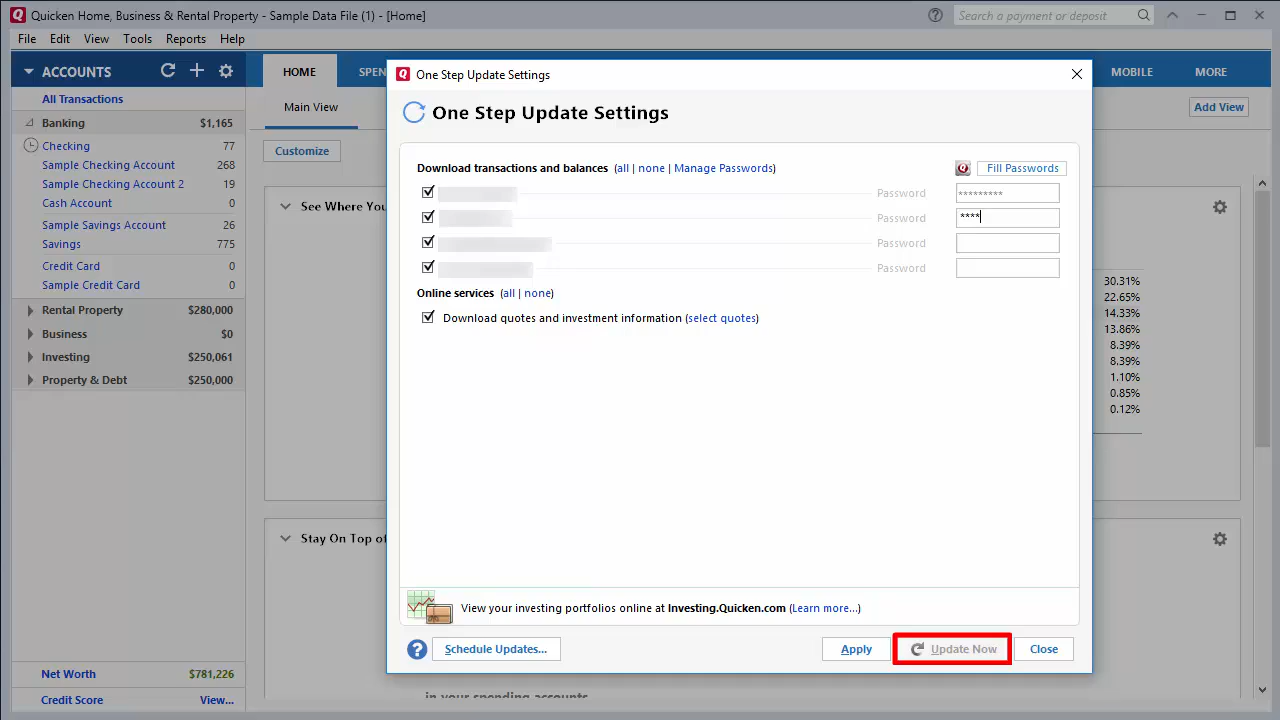 Quicken Home, Business & Rental Property - Sample Data File (1) - [Home]
Search a payment or deposit
File Edit View Tools Reports Help
ACCOUNTS
All Transactions
Banking $1,165
Checking 77
Sample Checking Account 268
Sample Checking Account 2 19
Cash Account 0
Sample Savings Account 26
Savings 775
Credit Card 0
Sample Credit Card 0
Rental Property $280,000
Business $0
Investing $250,061
Property & Debt $250,000
Net Worth $781,226
Credit Score View...
HOME
MOBILE MORE
Main View
Add View
Customize
See Where You
30.31%
22.65%
14.33%
13.86%
8.39%
8.39%
1.10%
0.85%
0.12%
Stay On Top of
in your spending accounts
One Step Update Settings
One Step Update Settings
Download transactions and balances (all | none | Manage Passwords)
Fill Passwords
Password *********
Password ****
Password
Password
Online services (all | none)
Download quotes and investment information (select quotes)
View your investing portfolios online at Investing.Quicken.com (Learn more...)
? Schedule Updates... Apply Update Now Close